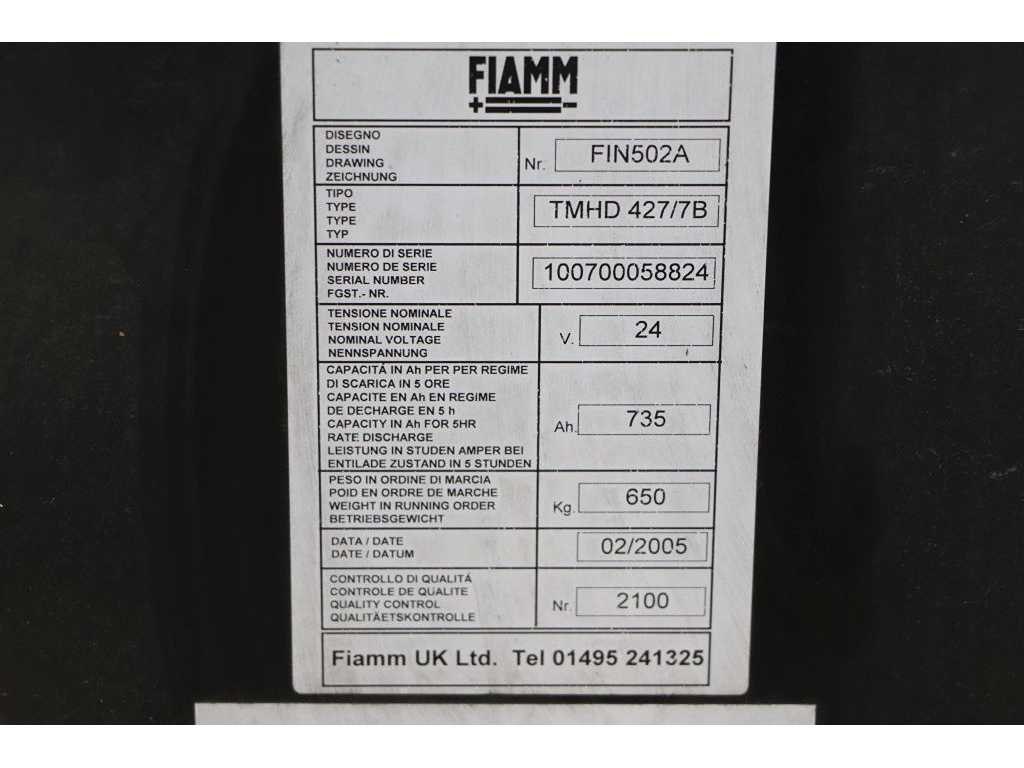 FIAMM
+ -
DISEGNO
DESSIN
DRAWING
ZEICHNUNG
Nr. FIN502A
TIPO
TYPE
TYPE
TYP
TMHD 427/7B
NUMERO DI SERIE
NUMERO DE SERIE
SERIAL NUMBER
FGST.- NR.
100700058824
TENSIONE NOMINALE
TENSION NOMINALE
NOMINAL VOLTAGE
NENNSPANNUNG
V. 24
CAPACITÁ IN Ah PER PER REGIME
DI SCARICA IN 5 ORE
CAPACITE EN Ah EN REGIME
DE DECHARGE EN 5 h
CAPACITY IN Ah FOR 5HR
RATE DISCHARGE
LEISTUNG IN STUDEN AMPER BEI
ENTILADE ZUSTAND IN 5 STUNDEN
Ah. 735
PESO IN ORDINE DI MARCIA
POID EN ORDRE DE MARCHE
WEIGHT IN RUNNING ORDER
BETRIEBSGEWICHT
Kg. 650
DATA / DATE
DATE / DATUM
02/2005
CONTROLLO DI QUALITÁ
CONTROLE DE QUALITE
QUALITY CONTROL
QUALITÄETSKONTROLLE
Nr. 2100
Fiamm UK Ltd. Tel 01495 241325